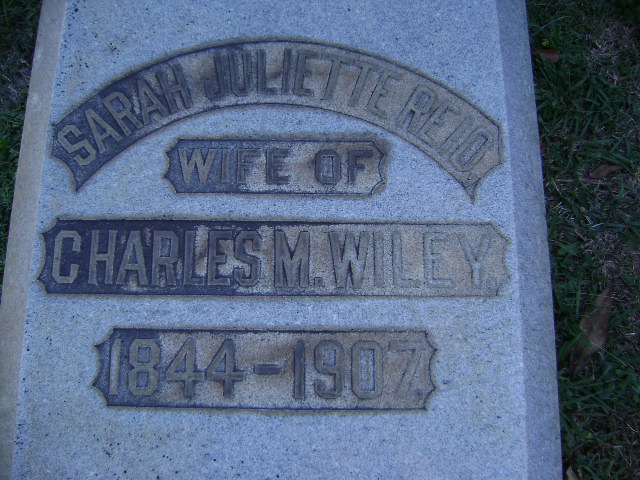 SARAH JULIETTE REID.
WIFE OF
CHARLES M. WILEY.
1844-1907.